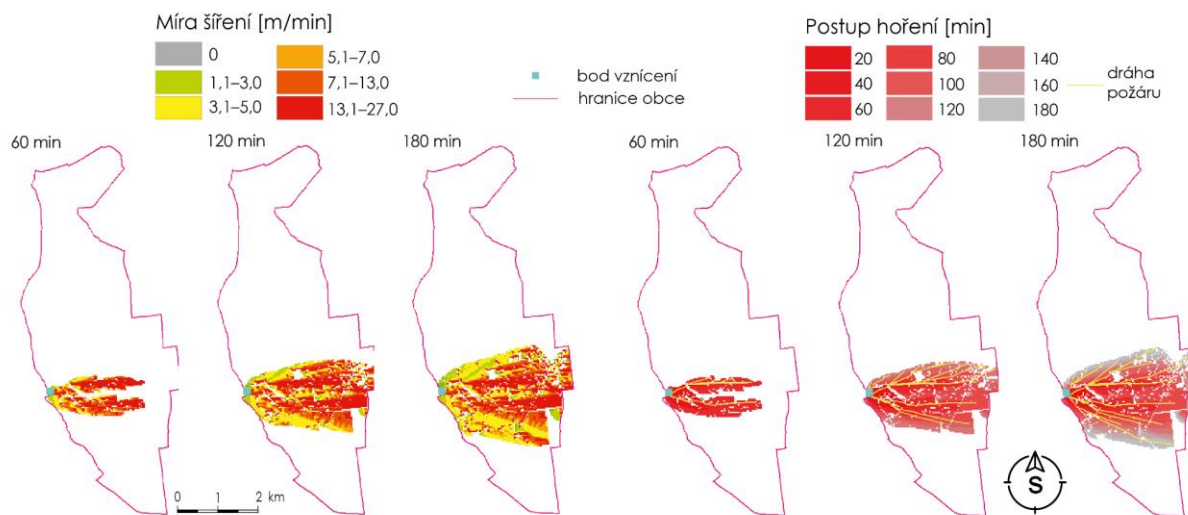 Míra šíření [m/min]
0
1,1–3,0
3,1–5,0
5,1–7,0
7,1–13,0
13,1–27,0
bod vznícení
hranice obce
Postup hoření [min]
20
40
60
80
100
120
140
160
180
dráha
požáru
60 min
120 min
180 min
60 min
120 min
180 min
0 1 2 km
S